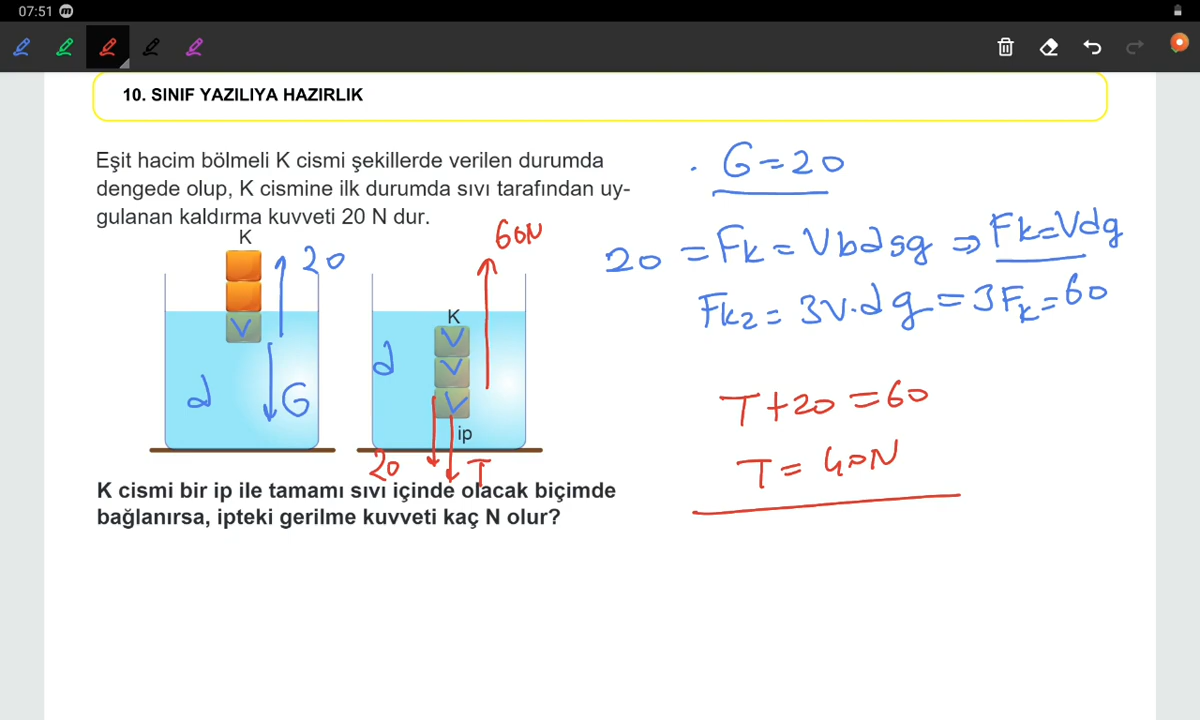 07:51
10. SINIF YAZILIYA HAZIRLIK
Eşit hacim bölmeli K cismi şekillerde verilen durumda
dengede olup, K cismine ilk durumda sıvı tarafından uy-
gulanan kaldırma kuvveti 20 N dur.
K
20
V
d
G
60N
K
V
V
V
d
ip
20
T
K cismi bir ip ile tamamı sıvı içinde olacak biçimde
bağlanırsa, ipteki gerilme kuvveti kaç N olur?
. G=20
20 = Fk = Vbdsg ⇒ Fk=Vdg
Fk2 = 3V.dg = 3Fk = 60
T+20 = 60
T = 40N